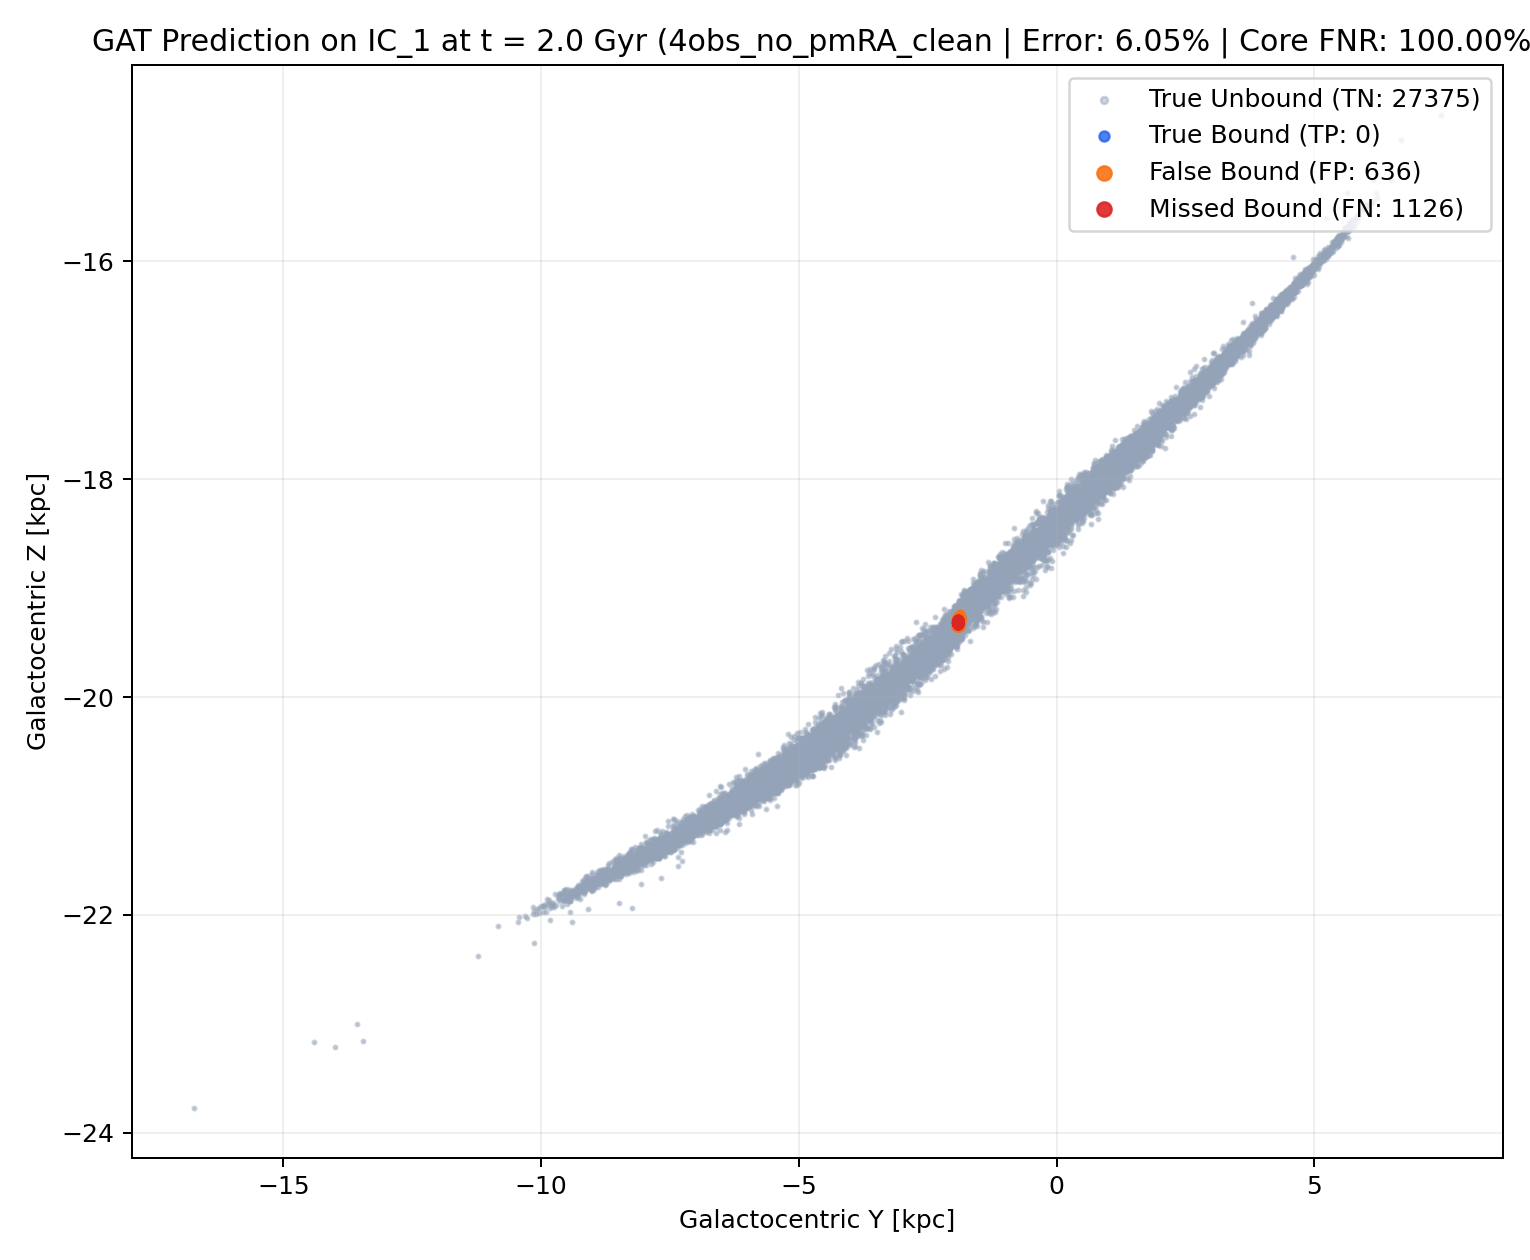 GAT Prediction on IC_1 at t = 2.0 Gyr (4obs_no_pmRA_clean | Error: 6.05% | Core FNR: 100.00%
True Unbound (TN: 27375)
True Bound (TP: 0)
False Bound (FP: 636)
Missed Bound (FN: 1126)
−16
−18
−20
−22
−24
Galactocentric Z [kpc]
−15
−10
−5
0
5
Galactocentric Y [kpc]